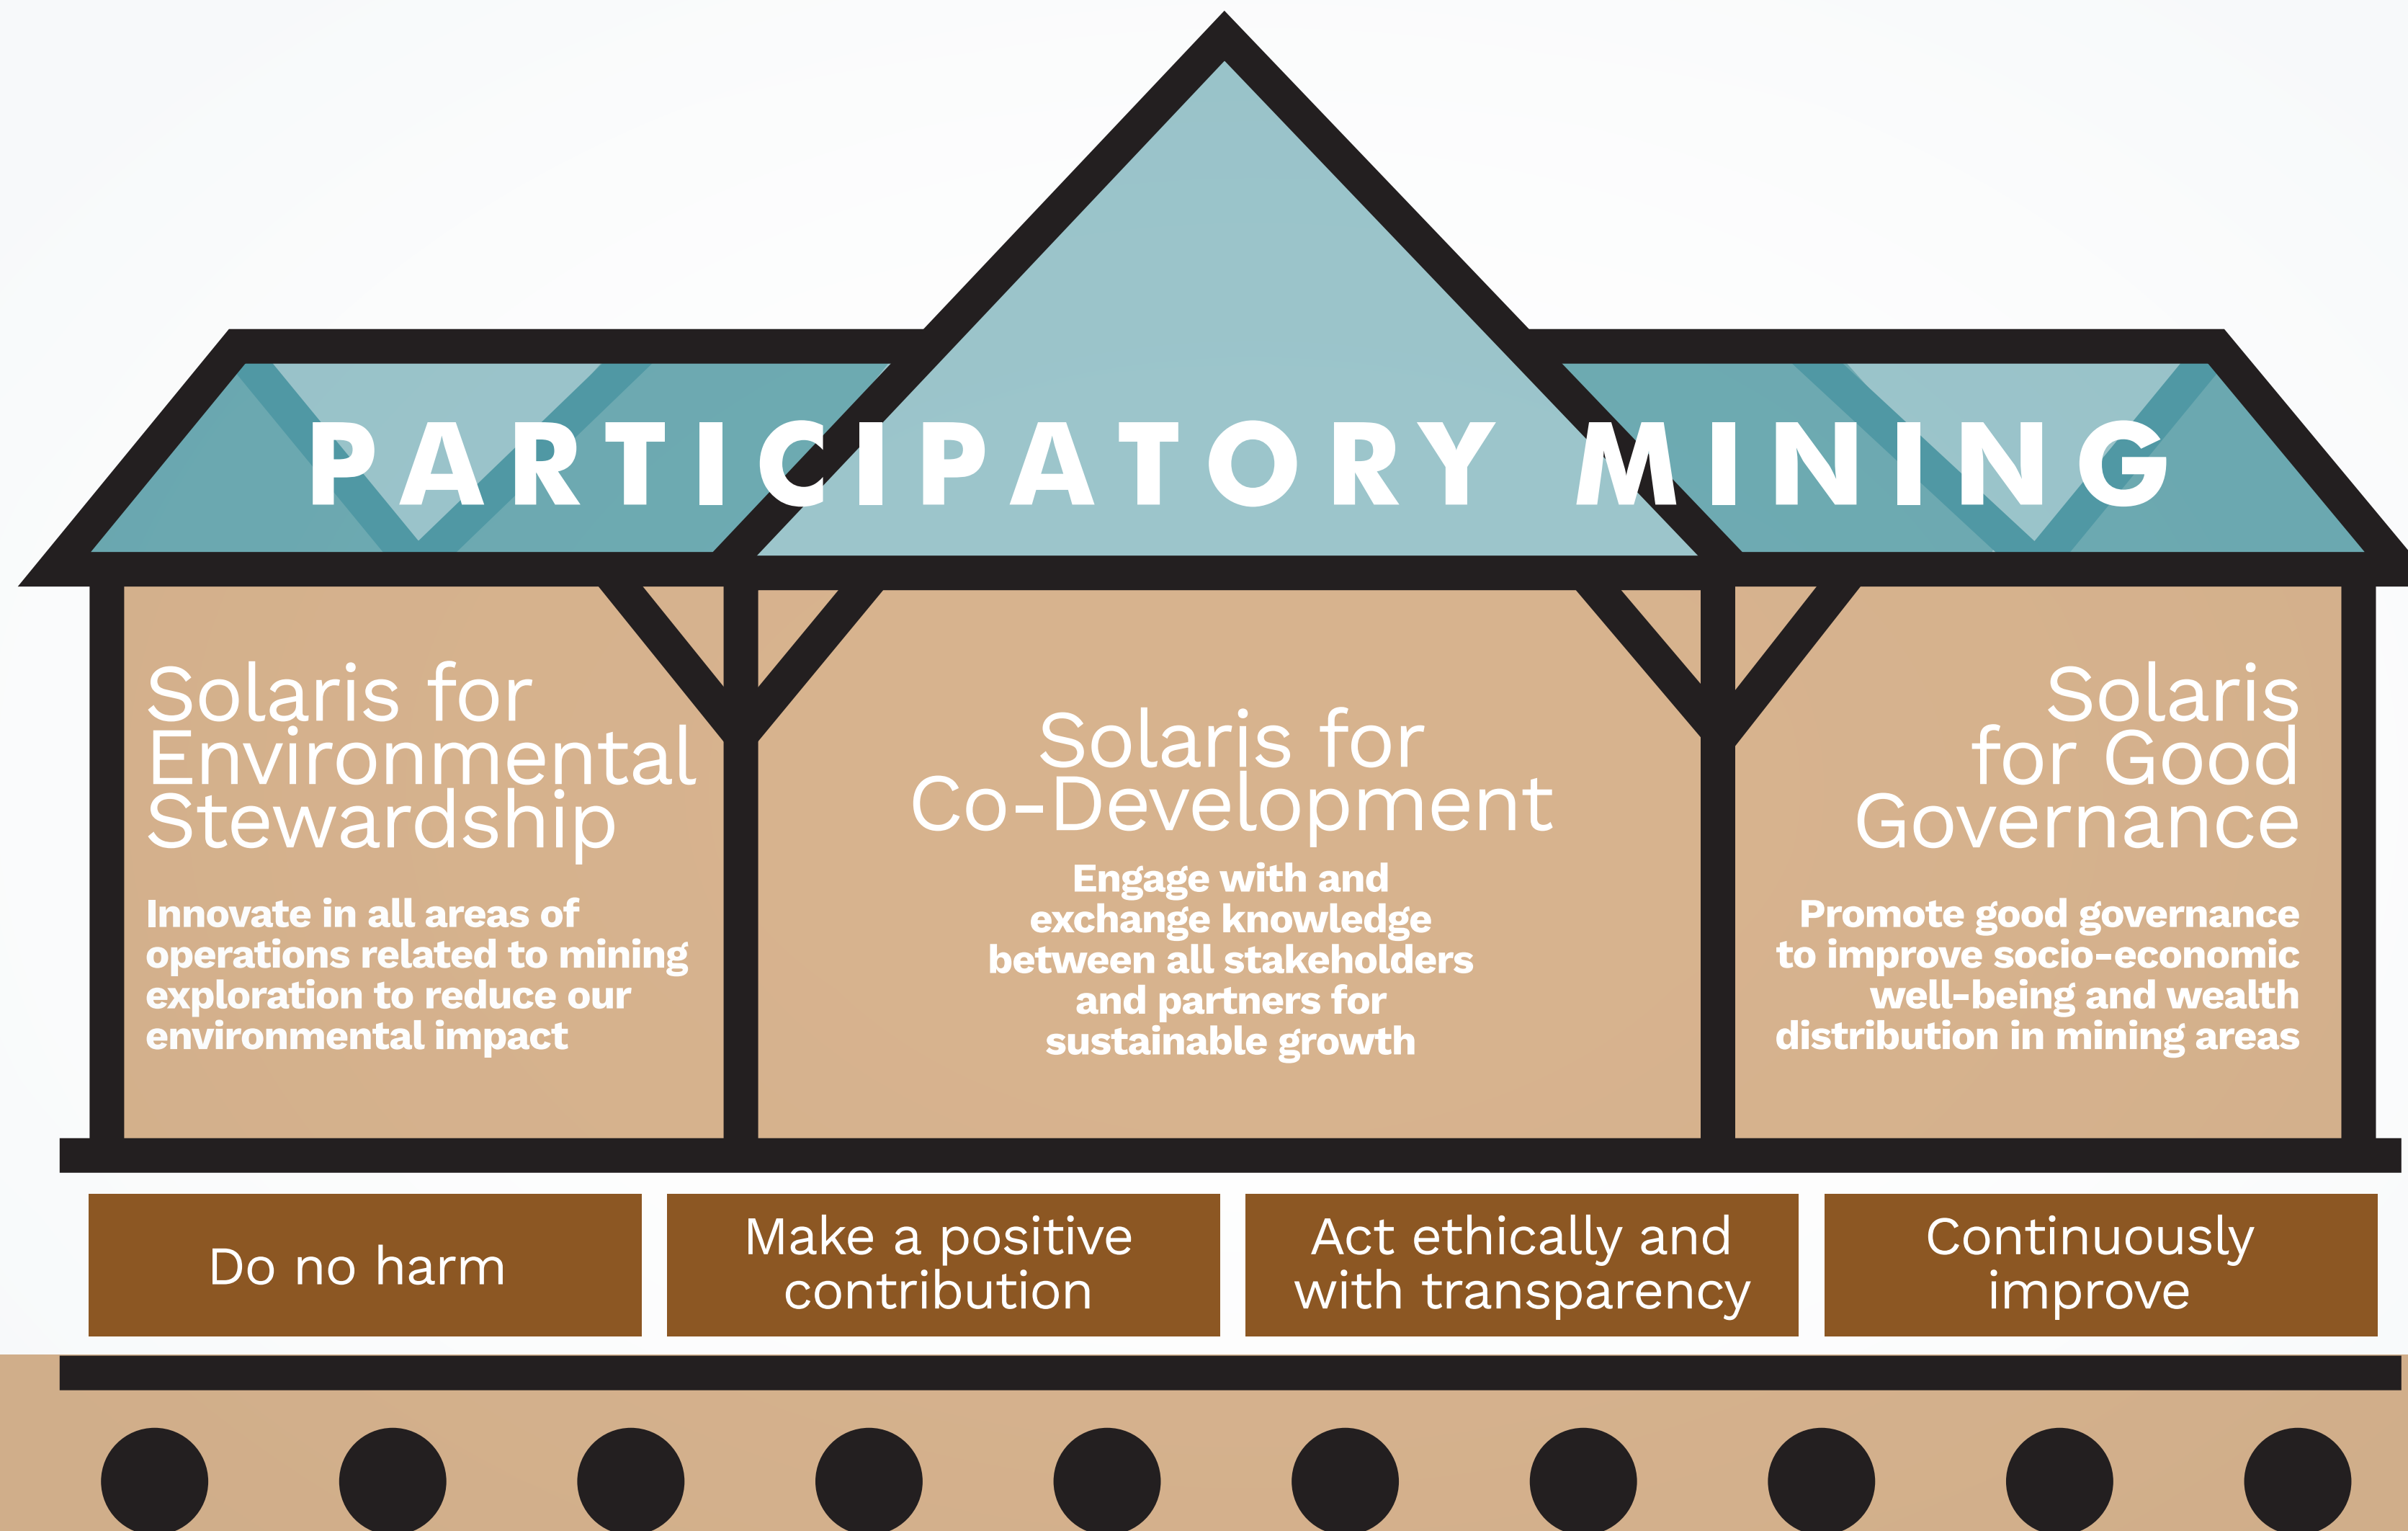 PARTICIPATORY MINING
Solaris for
Environmental
Stewardship
Innovate in all areas of
operations related to mining
exploration to reduce our
environmental impact
Solaris for
Co-Development
Engage with and
exchange knowledge
between all stakeholders
and partners for
sustainable growth
Solaris
for Good
Governance
Promote good governance
to improve socio-economic
well-being and wealth
distribution in mining areas
Do no harm
Make a positive
contribution
Act ethically and
with transparency
Continuously
improve